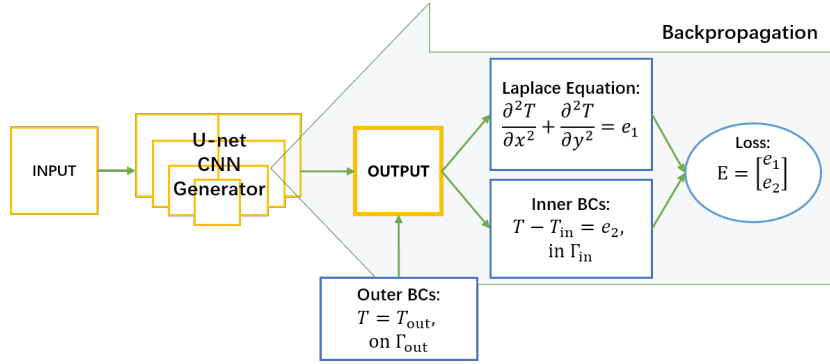 Backpropagation
INPUT
U-net
CNN
Generator
OUTPUT
Laplace Equation:
∂²T/∂x² + ∂²T/∂y² = e₁
Inner BCs:
T − T_in = e₂,
in Γ_in
Outer BCs:
T = T_out,
on Γ_out
Loss:
E = [e₁ e₂]